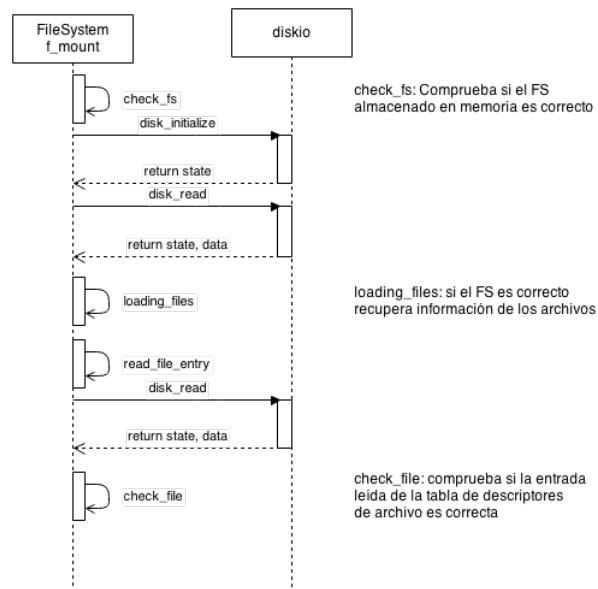 FileSystem
f_mount
diskio
check_fs
check_fs: Comprueba si el FS
almacenado en memoria es correcto
disk_initialize
return state
disk_read
return state, data
loading_files
loading_files: si el FS es correcto
recupera información de los archivos
read_file_entry
disk_read
return state, data
check_file
check_file: comprueba si la entrada
leída de la tabla de descriptores
de archivo es correcta